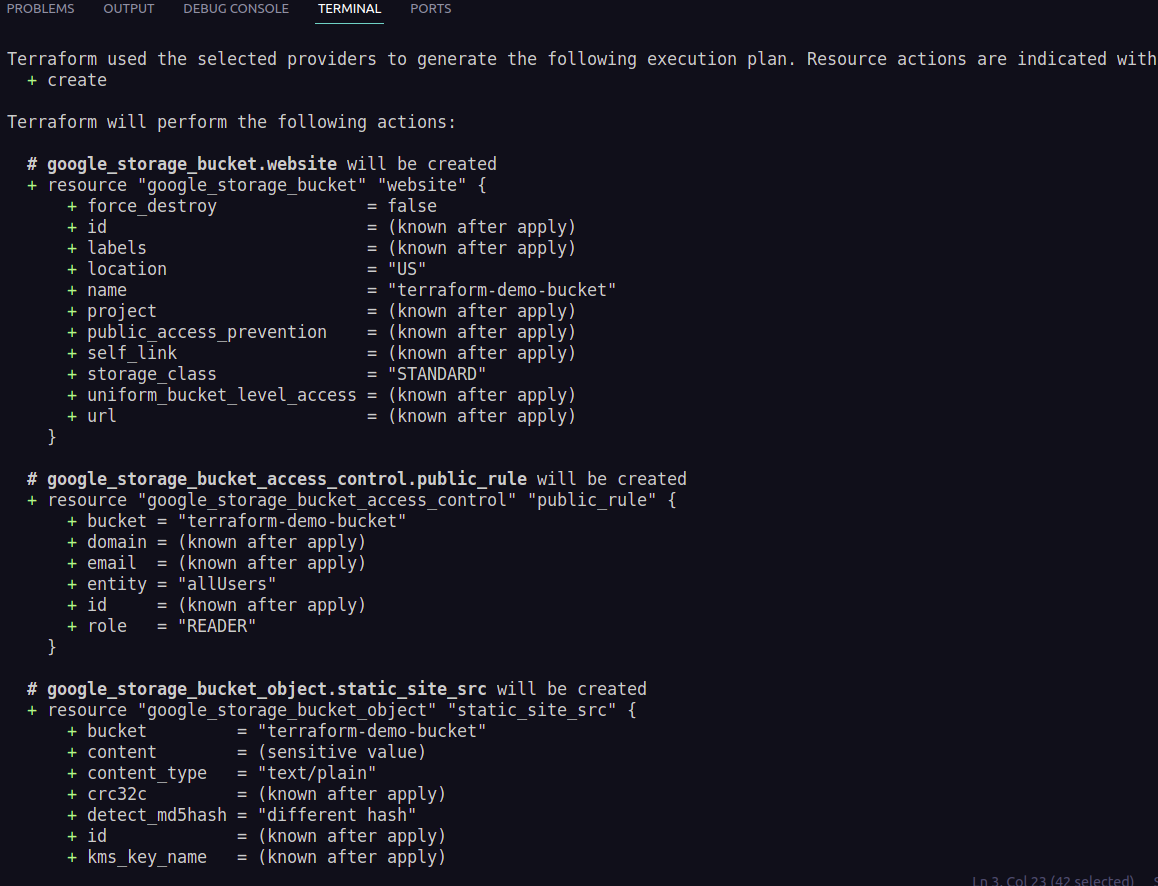 PROBLEMS OUTPUT DEBUG CONSOLE TERMINAL PORTS
Terraform used the selected providers to generate the following execution plan. Resource actions are indicated with
+ create
Terraform will perform the following actions:
# google_storage_bucket.website will be created
+ resource "google_storage_bucket" "website" {
+ force_destroy = false
+ id = (known after apply)
+ labels = (known after apply)
+ location = "US"
+ name = "terraform-demo-bucket"
+ project = (known after apply)
+ public_access_prevention = (known after apply)
+ self_link = (known after apply)
+ storage_class = "STANDARD"
+ uniform_bucket_level_access = (known after apply)
+ url = (known after apply)
}
# google_storage_bucket_access_control.public_rule will be created
+ resource "google_storage_bucket_access_control" "public_rule" {
+ bucket = "terraform-demo-bucket"
+ domain = (known after apply)
+ email = (known after apply)
+ entity = "allUsers"
+ id = (known after apply)
+ role = "READER"
}
# google_storage_bucket_object.static_site_src will be created
+ resource "google_storage_bucket_object" "static_site_src" {
+ bucket = "terraform-demo-bucket"
+ content = (sensitive value)
+ content_type = "text/plain"
+ crc32c = (known after apply)
+ detect_md5hash = "different hash"
+ id = (known after apply)
+ kms_key_name = (known after apply)
Ln 3, Col 23 (42 selected)